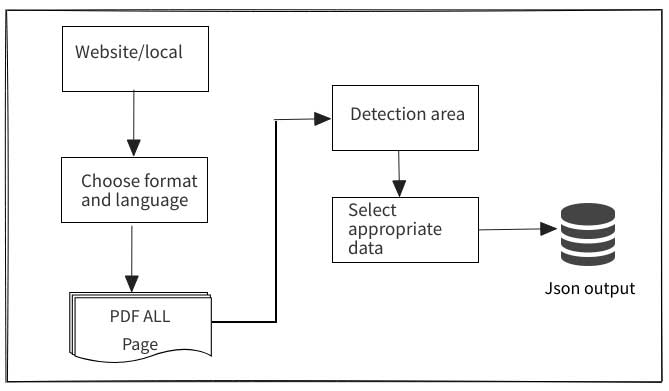 Website/local
Choose format
and language
PDF ALL
Page
Detection area
Select
appropriate
data
Json output